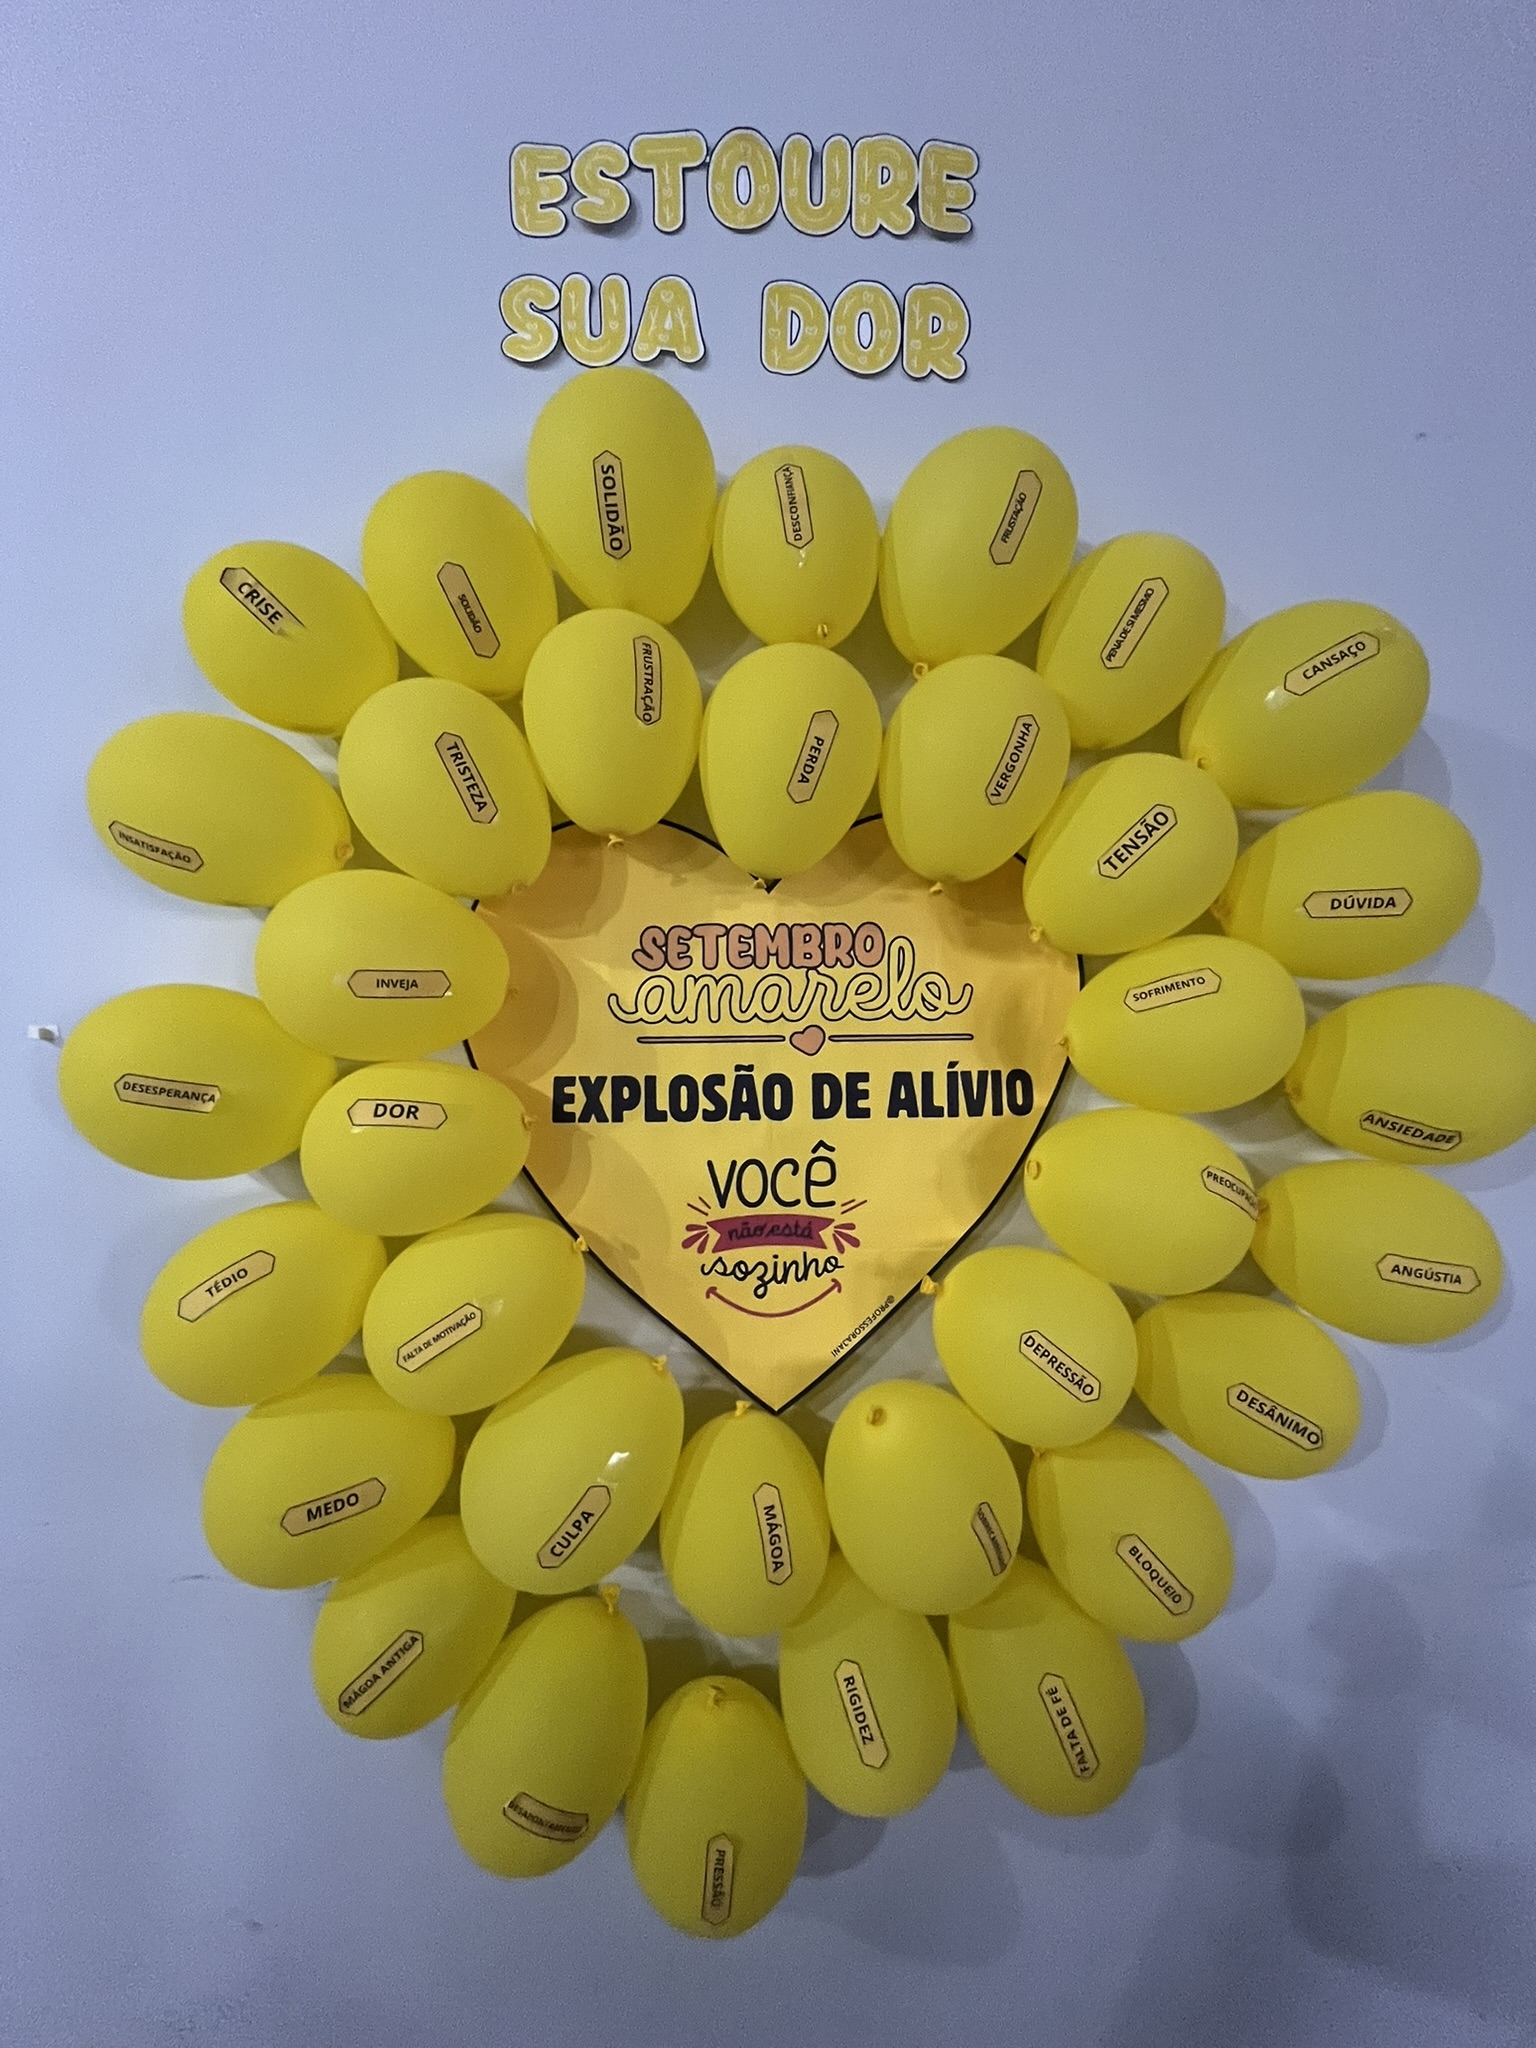 ESTOURE
SUA DOR
SOLIDÃO
DESCONFIANÇA
FRUSTAÇÃO
SOLIDÃO
CRISE
PENA DE SI MESMO
CANSAÇO
FRUSTRAÇÃO
PERDA
VERGONHA
TRISTEZA
TENSÃO
INSATISFAÇÃO
DÚVIDA
INVEJA
SOFRIMENTO
DESESPERANÇA
DOR
ANSIEDADE
SETEMBRO
amarelo
EXPLOSÃO DE ALÍVIO
VOCÊ
não está
sozinho
@PROFESSORAJANI
ANGÚSTIA
TÉDIO
FALTA DE MOTIVAÇÃO
DEPRESSÃO
DESÂNIMO
MEDO
CULPA
MÁGOA
BLOQUEIO
MÁGOA ANTIGA
RIGIDEZ
FALTA DE FÉ
DESAPONTAMENTO
PRESSÃO